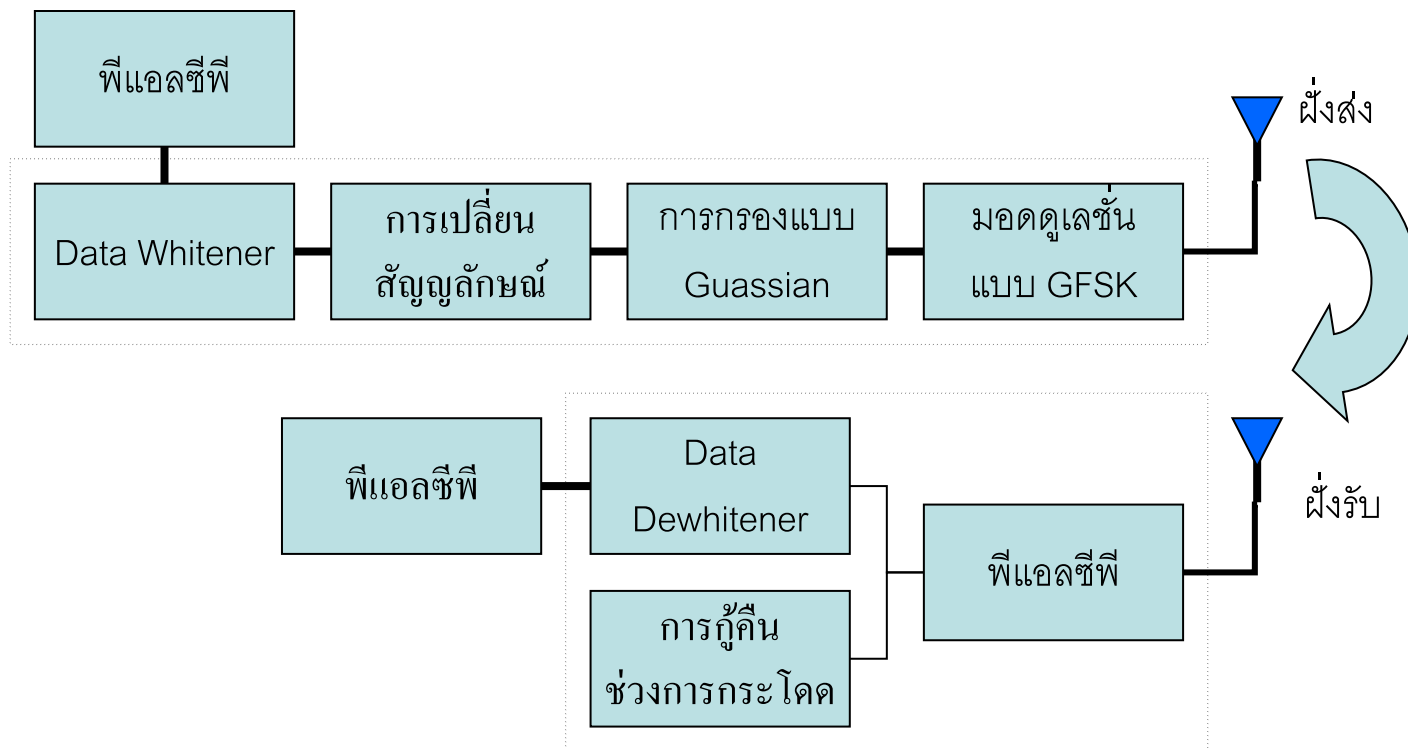 พีแอลซีพี
ฝั่งส่ง
Data Whitener
การเปลี่ยน
สัญญลักษณ์
การกรองแบบ
Guassian
มอดดูเลชั่น
แบบ GFSK
พีแอลซีพี
Data
Dewhitener
การกู้คืน
ช่วงการกระโดด
พีแอลซีพี
ฝั่งรับ